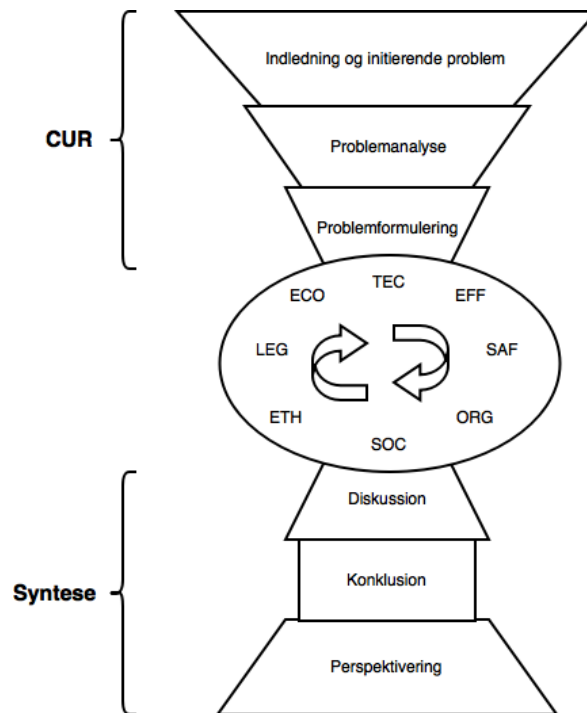 Indledning og initierende problem
CUR
Problemanalyse
Problemformulering
TEC
ECO
EFF
LEG
SAF
ETH
ORG
SOC
Diskussion
Syntese
Konklusion
Perspektivering